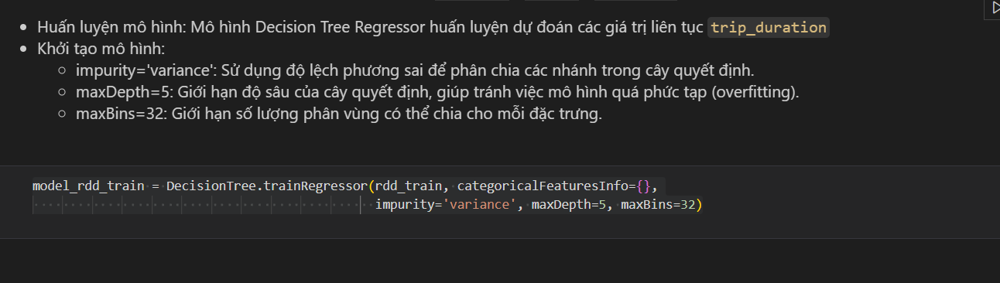 Huấn luyện mô hình: Mô hình Decision Tree Regressor huấn luyện dự đoán các giá trị liên tục trip_duration
Khởi tạo mô hình:
impurity='variance': Sử dụng độ lệch phương sai để phân chia các nhánh trong cây quyết định.
maxDepth=5: Giới hạn độ sâu của cây quyết định, giúp tránh việc mô hình quá phức tạp (overfitting).
maxBins=32: Giới hạn số lượng phân vùng có thể chia cho mỗi đặc trưng.
model_rdd_train = DecisionTree.trainRegressor(rdd_train, categoricalFeaturesInfo={},
impurity='variance', maxDepth=5, maxBins=32)